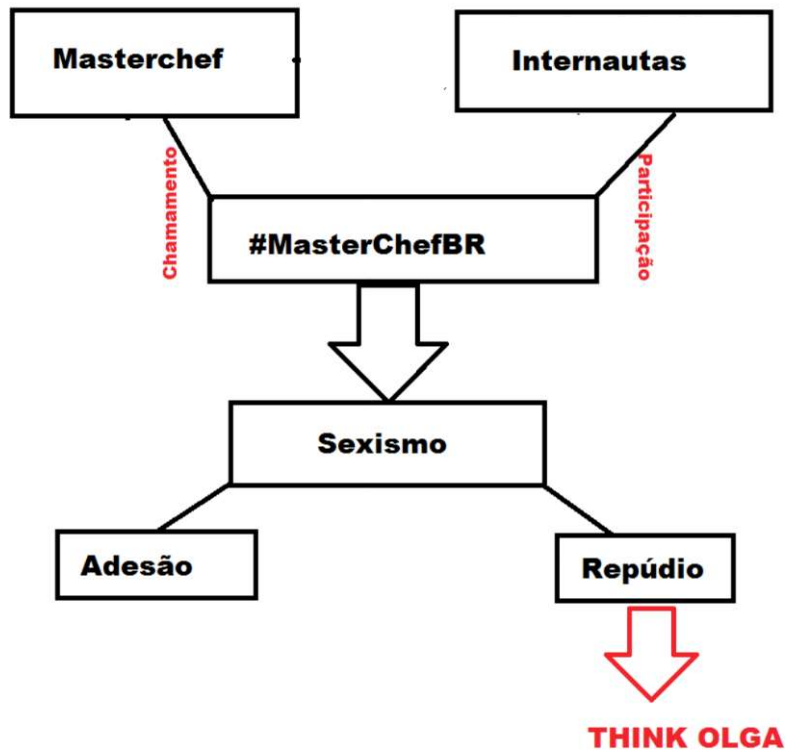 Masterchef
Internautas
Chamamento
Participação
#MasterChefBR
Sexismo
Adesão
Repúdio
THINK OLGA